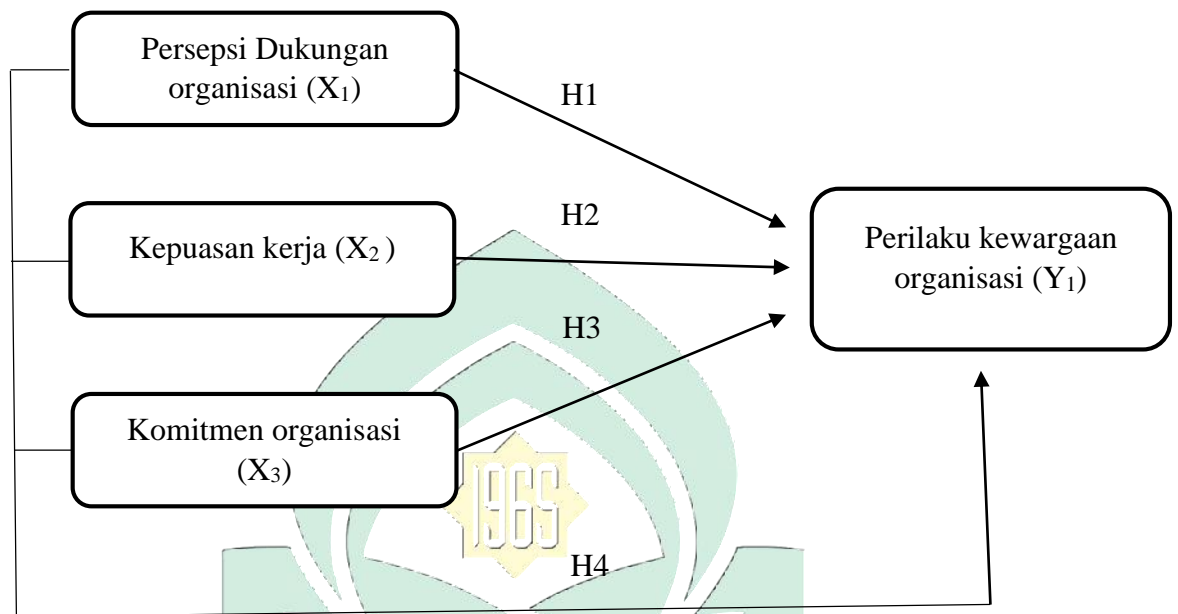 Persepsi Dukungan
organisasi (X₁)
H1
H2
Kepuasan kerja (X₂ )
Perilaku kewargaan
organisasi (Y₁)
H3
Komitmen organisasi
(X₃)
1965
H4